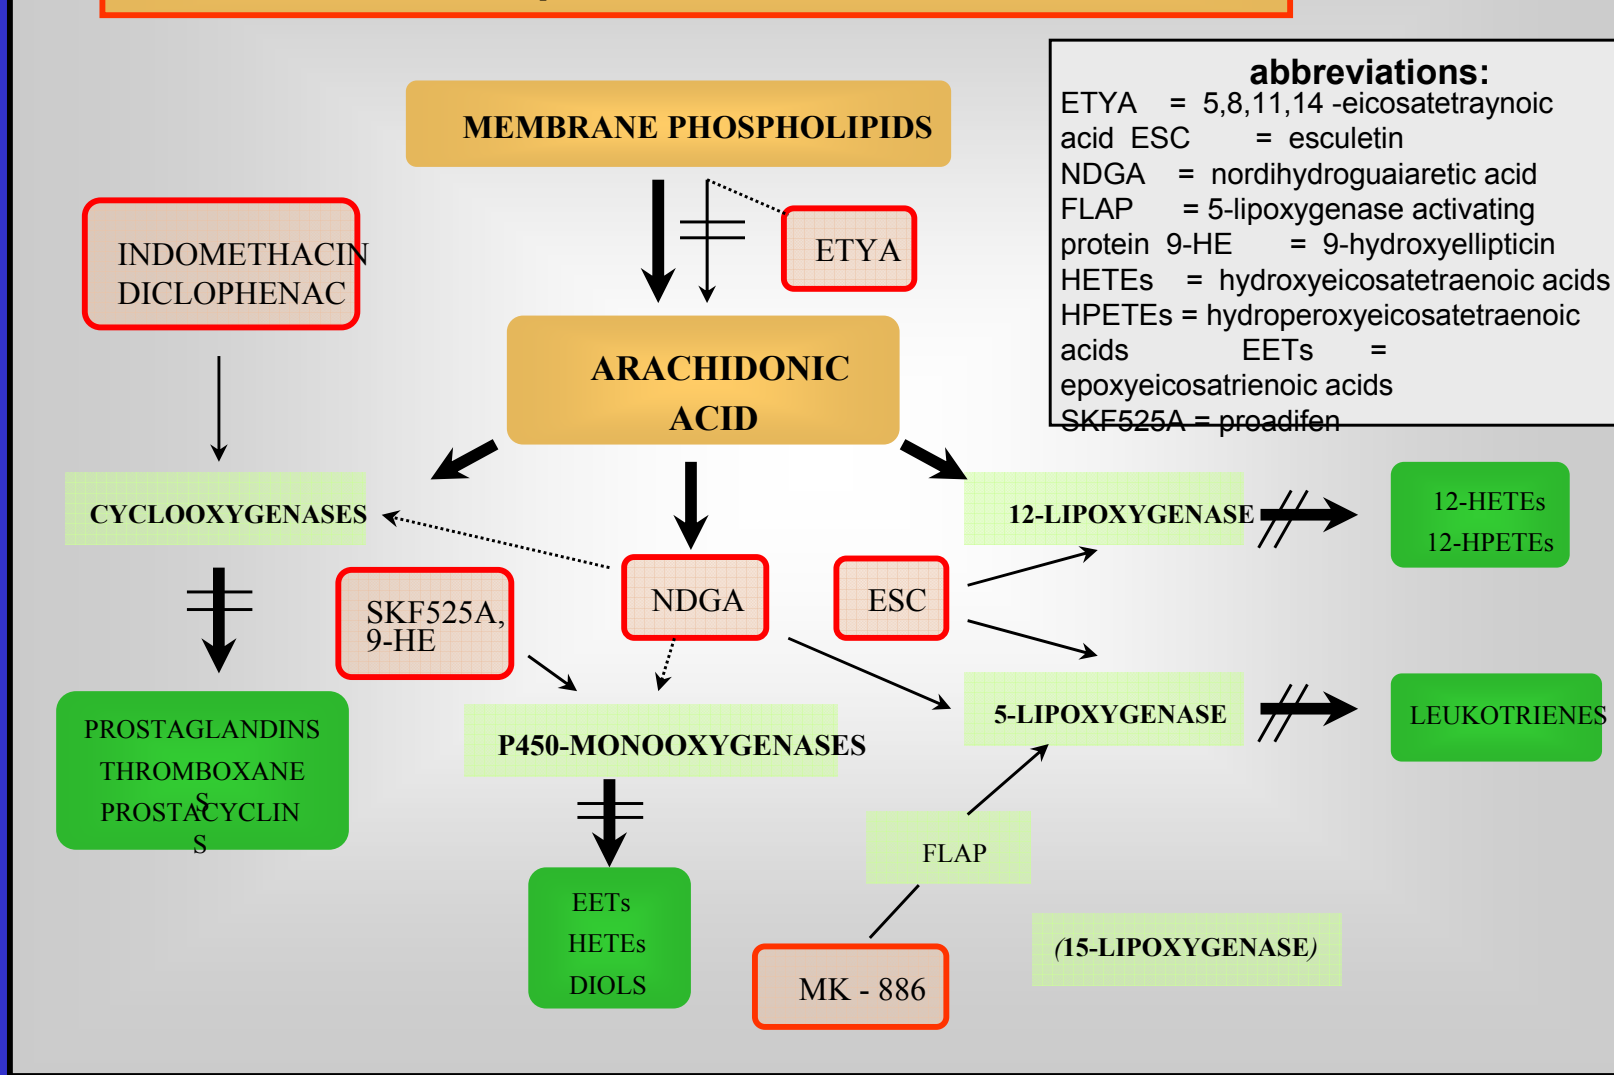 abbreviations:
ETYA = 5,8,11,14 -eicosatetraynoic
acid ESC = esculetin
NDGA = nordihydroguaiaretic acid
FLAP = 5-lipoxygenase activating
protein 9-HE = 9-hydroxyellipticin
HETEs = hydroxyeicosatetraenoic acids
HPETEs = hydroperoxyeicosatetraenoic
acids EETs =
epoxyeicosatrienoic acids
SKF525A = proadifen
MEMBRANE PHOSPHOLIPIDS
ETYA
INDOMETHACIN
DICLOPHENAC
ARACHIDONIC
ACID
CYCLOOXYGENASES
12-LIPOXYGENASE
12-HETEs
12-HPETEs
SKF525A,
9-HE
NDGA
ESC
PROSTAGLANDINS
THROMBOXANE
S
PROSTACYCLIN
S
P450-MONOOXYGENASES
5-LIPOXYGENASE
LEUKOTRIENES
FLAP
EETs
HETEs
DIOLS
MK - 886
(15-LIPOXYGENASE)